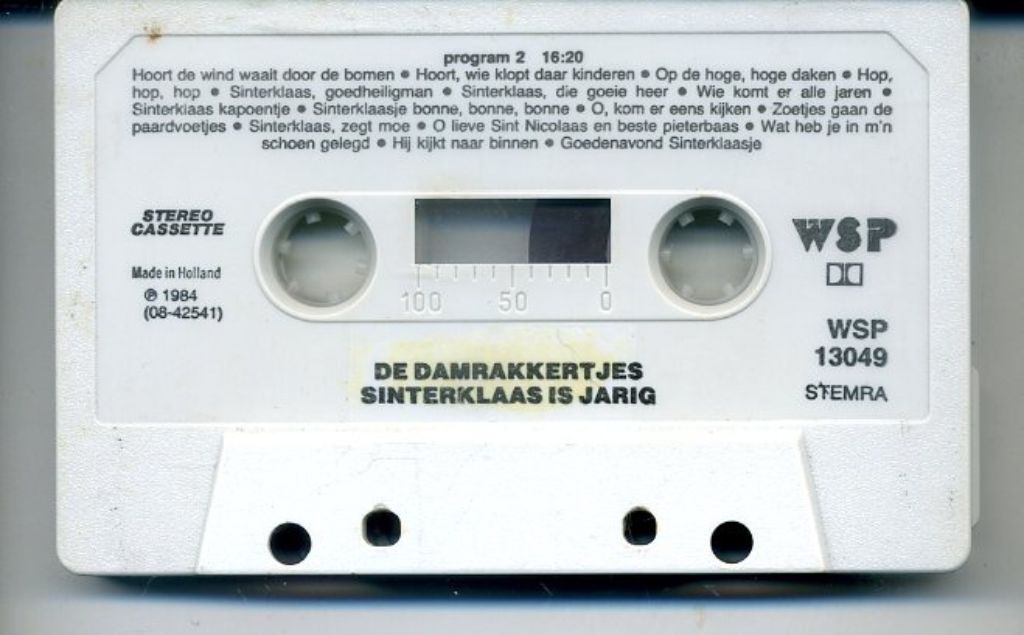 program 2 16:20
Hoort de wind waait door de bomen • Hoort, wie klopt daar kinderen • Op de hoge, hoge daken • Hop,
hop, hop • Sinterklaas, goedheiligman • Sinterklaas, die goeie heer • Wie komt er alle jaren •
Sinterklaas kapoentje • Sinterklaasje bonne, bonne, bonne • O, kom er eens kijken • Zoetjes gaan de
paardvoetjes • Sinterklaas, zegt moe • O lieve Sint Nicolaas en beste pieterbaas • Wat heb je in m'n
schoen gelegd • Hij kijkt naar binnen • Goedenavond Sinterklaasje
STEREO
CASSETTE
WSP
Made in Holland
℗ 1984
(08-42541)
100 50 0
WSP
13049
STEMRA
DE DAMRAKKERTJES
SINTERKLAAS IS JARIG